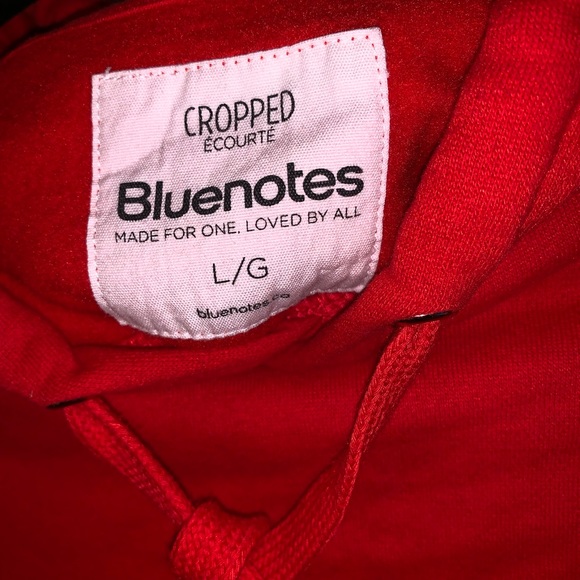 CROPPED
ÉCOURTÉ
Bluenotes
MADE FOR ONE. LOVED BY ALL
L/G